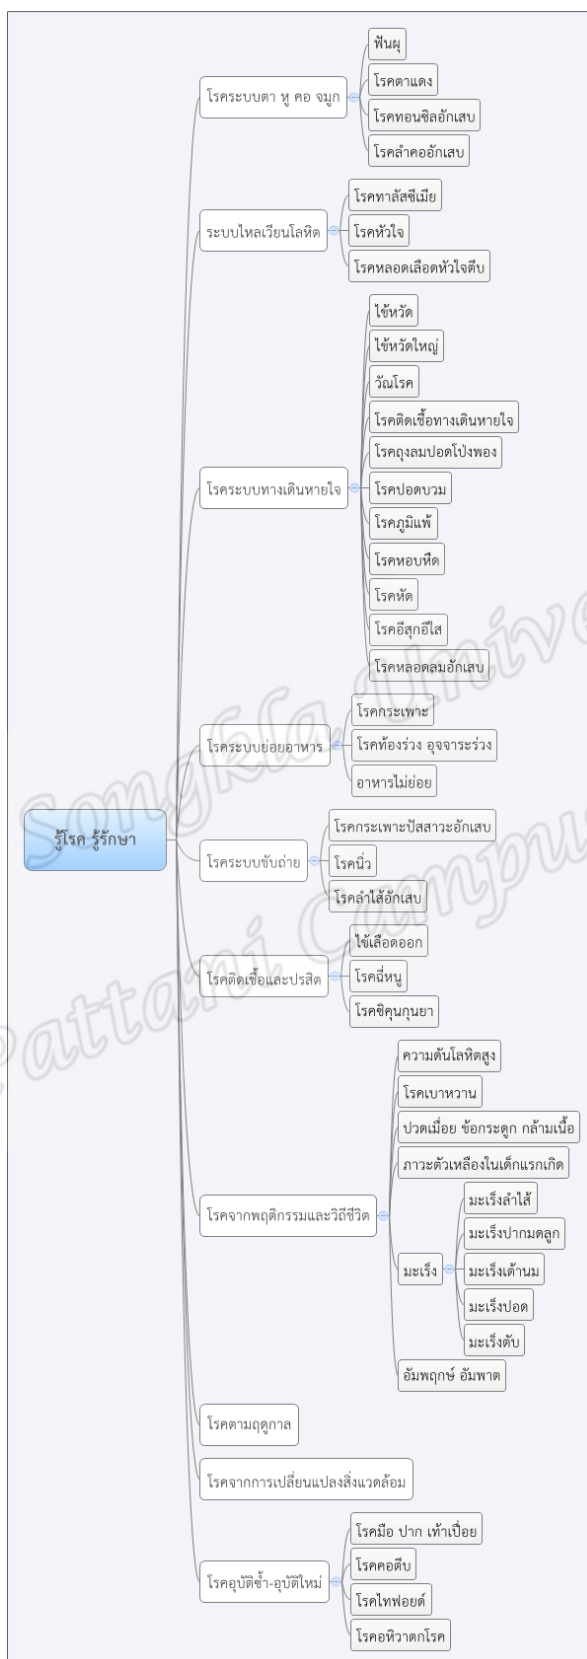 ฟันผุ
โรคระบบตา หู คอ จมูก
โรคตาแดง
โรคทอนซิลอักเสบ
โรคลำคออักเสบ
โรคทาลัสซีเมีย
ระบบไหลเวียนโลหิต
โรคหัวใจ
โรคหลอดเลือดหัวใจตีบ
ไข้หวัด
ไข้หวัดใหญ่
วัณโรค
โรคติดเชื้อทางเดินหายใจ
โรคถุงลมปอดโป่งพอง
โรคระบบทางเดินหายใจ
โรคปอดบวม
โรคภูมิแพ้
โรคหอบหืด
โรคหัด
โรคอีสุกอีใส
โรคหลอดลมอักเสบ
โรคกระเพาะ
โรคระบบย่อยอาหาร
โรคท้องร่วง อุจจาระร่วง
อาหารไม่ย่อย
รู้โรค รู้รักษา
โรคกระเพาะปัสสาวะอักเสบ
โรคระบบขับถ่าย
โรคนิ่ว
โรคลำไส้อักเสบ
ไข้เลือดออก
โรคติดเชื้อและปรสิต
โรคฉี่หนู
โรคชิคุนกุนยา
ความดันโลหิตสูง
โรคเบาหวาน
ปวดเมื่อย ข้อกระดูก กล้ามเนื้อ
ภาวะตัวเหลืองในเด็กแรกเกิด
โรคจากพฤติกรรมและวิถีชีวิต
มะเร็ง
มะเร็งลำไส้
มะเร็งปากมดลูก
มะเร็งเต้านม
มะเร็งปอด
มะเร็งตับ
อัมพฤกษ์ อัมพาต
โรคตามฤดูกาล
โรคจากการเปลี่ยนแปลงสิ่งแวดล้อม
โรคมือ ปาก เท้าเปื่อย
โรคอุบัติซ้ำ-อุบัติใหม่
โรคคอตีบ
โรคไทฟอยด์
โรคอหิวาตกโรค
Songkla
Pattani